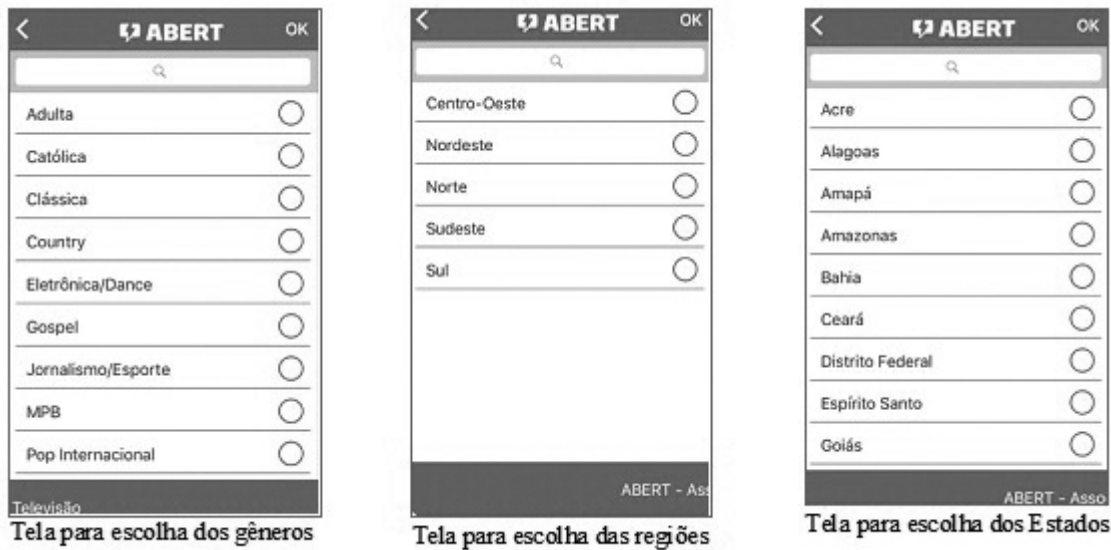 ABERT OK
Adulta
Católica
Clássica
Country
Eletrônica/Dance
Gospel
Jornalismo/Esporte
MPB
Pop Internacional
Televisão
Tela para escolha dos gêneros
ABERT OK
Centro-Oeste
Nordeste
Norte
Sudeste
Sul
ABERT - Ass
Tela para escolha das regiões
ABERT OK
Acre
Alagoas
Amapá
Amazonas
Bahia
Ceará
Distrito Federal
Espírito Santo
Goiás
ABERT - Asso
Tela para escolha dos Estados